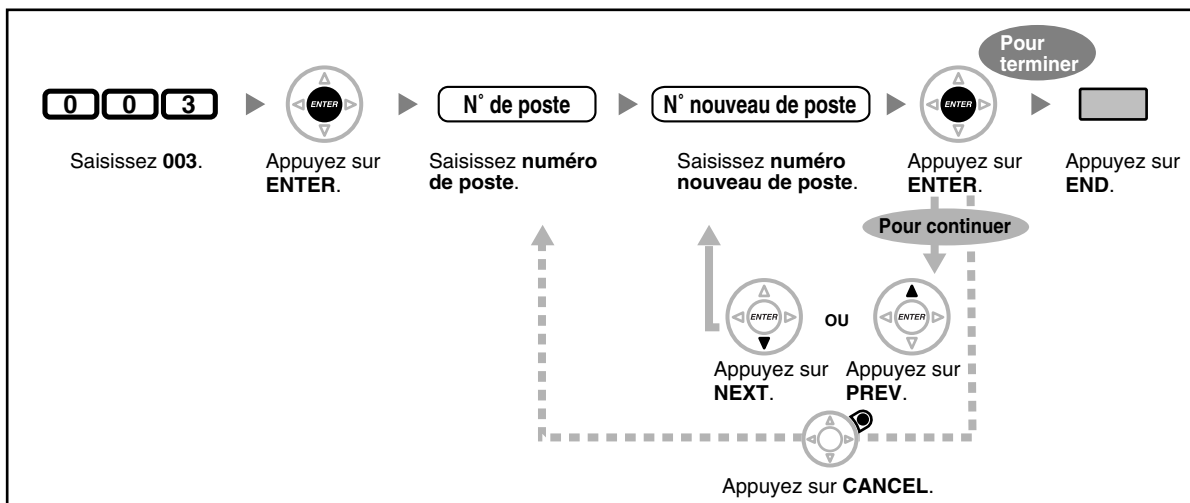 Pour
terminer
0 0 3
ENTER
N° de poste
N° nouveau de poste
ENTER
Saisissez 003.
Appuyez sur
ENTER.
Saisissez numéro
de poste.
Saisissez numéro
nouveau de poste.
Appuyez sur
ENTER.
Appuyez sur
END.
Pour continuer
ENTER
OU
ENTER
Appuyez sur
NEXT.
Appuyez sur
PREV.
Appuyez sur CANCEL.